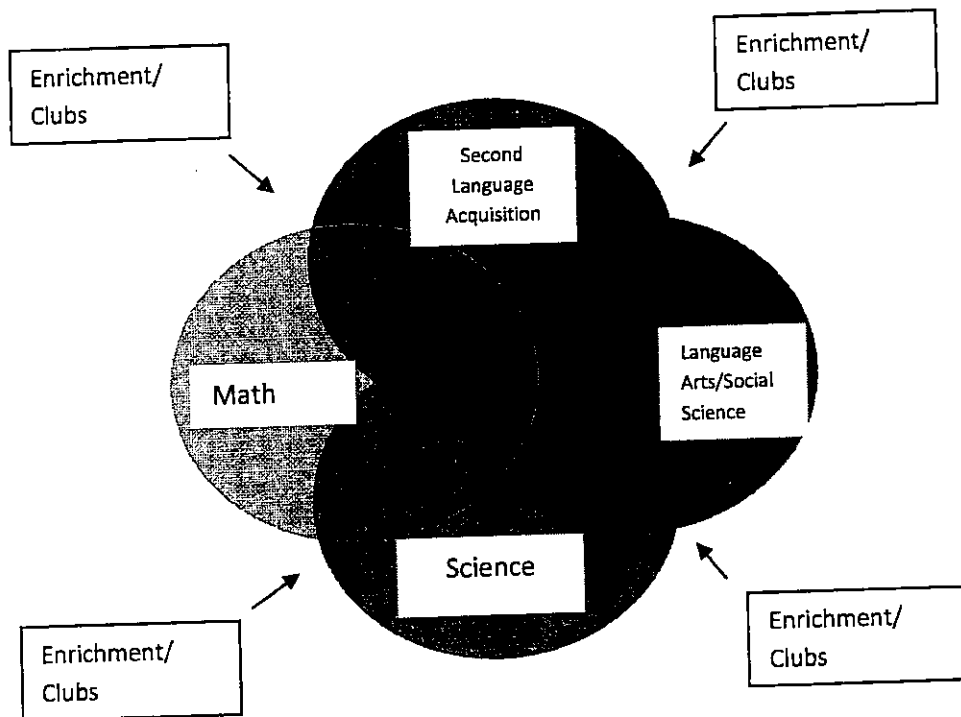 Enrichment/
Clubs
Enrichment/
Clubs
Second
Language
Acquisition
Language
Arts/Social
Science
Math
Science
Enrichment/
Clubs
Enrichment/
Clubs